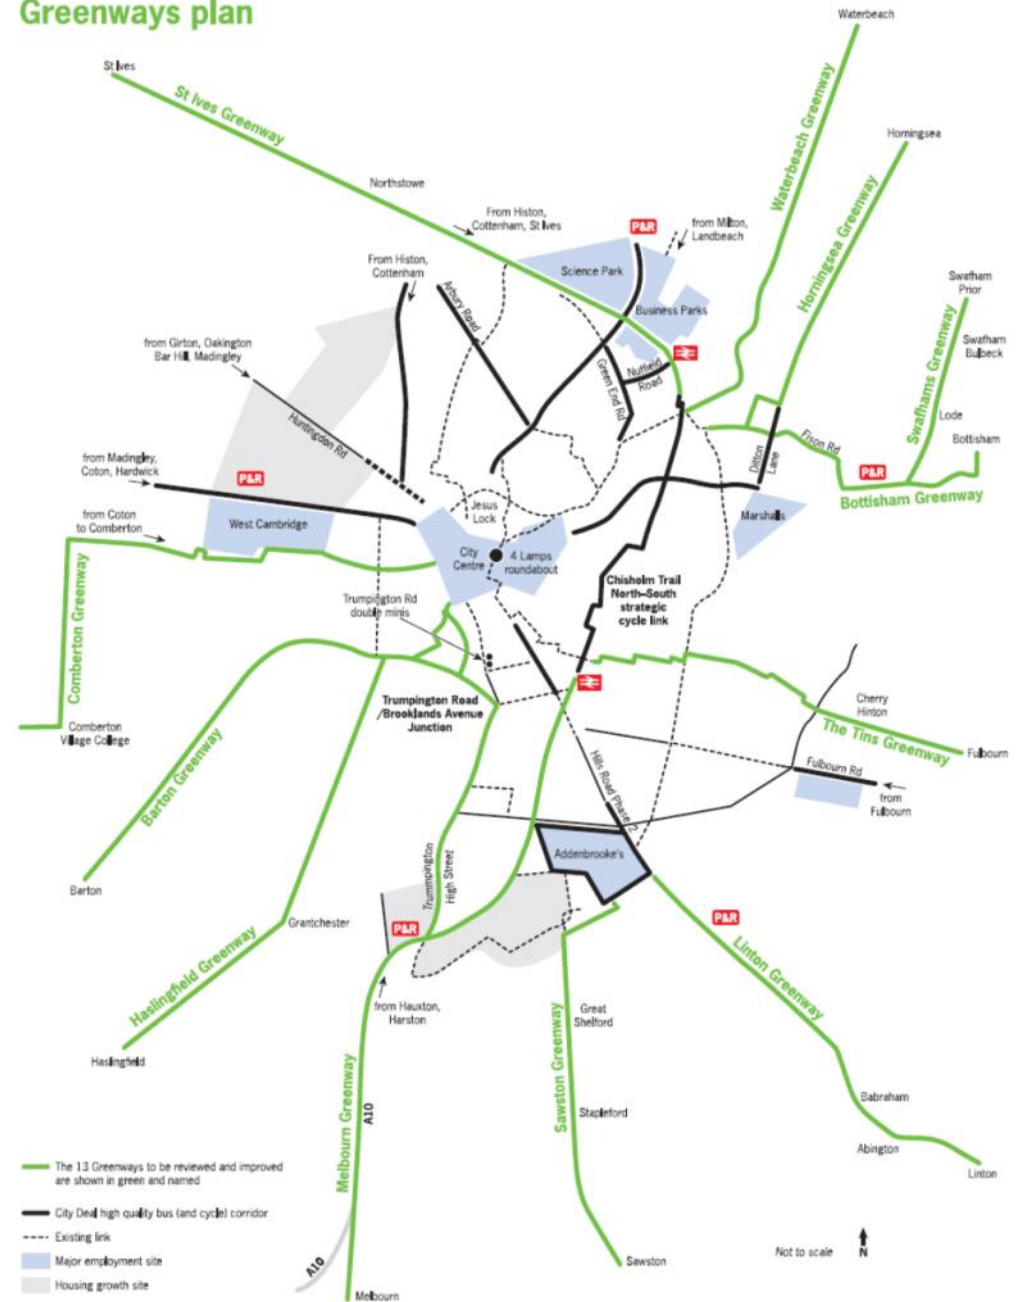 Greenways plan
Waterbeach
St Ives
St Ives Greenway
Waterbeach Greenway
Horningsea
Northstowe
Horningsea Greenway
From Histon,
Cottenham, St Ives
P&R
from Milton,
Landbeach
From Histon,
Cottenham
Science Park
Swafham
Prior
Arbury Road
Business Parks
Swafhams Greenway
Swafham
Bulbeck
from Girton, Oakington
Bar Hill, Madingley
Green End Rd
Nuffield
Road
Huntingdon Rd
Lode
Fison Rd
Bottisham
from Madingley,
Coton, Hardwick
P&R
Ditton
Lane
P&R
Bottisham Greenway
from Coton
to Comberton
West Cambridge
Jesus
Lock
Marshalls
City
Centre
4 Lamps
roundabout
Comberton Greenway
Trumpington Rd
double minis
Chisholm Trail
North–South
strategic
cycle link
Comberton
Village College
Trumpington Road
/Brooklands Avenue
Junction
Cherry
Hinton
The Tins Greenway
Fulbourn
Barton Greenway
Hills Road Phase 2
Fulbourn Rd
from
Fulbourn
Addenbrooke's
Barton
Trummpington
High Street
Grantchester
P&R
P&R
Haslingfield Greenway
Linton Greenway
from Hauxton,
Harston
Great
Shelford
Haslingfield
Sawston Greenway
Melbourn Greenway
A10
Babraham
Stapleford
Abington
Linton
The 13 Greenways to be reviewed and improved
are shown in green and named
City Deal high quality bus (and cycle) corridor
Existing link
Major employment site
Housing growth site
A10
Not to scale
N
Sawston
Melbourn